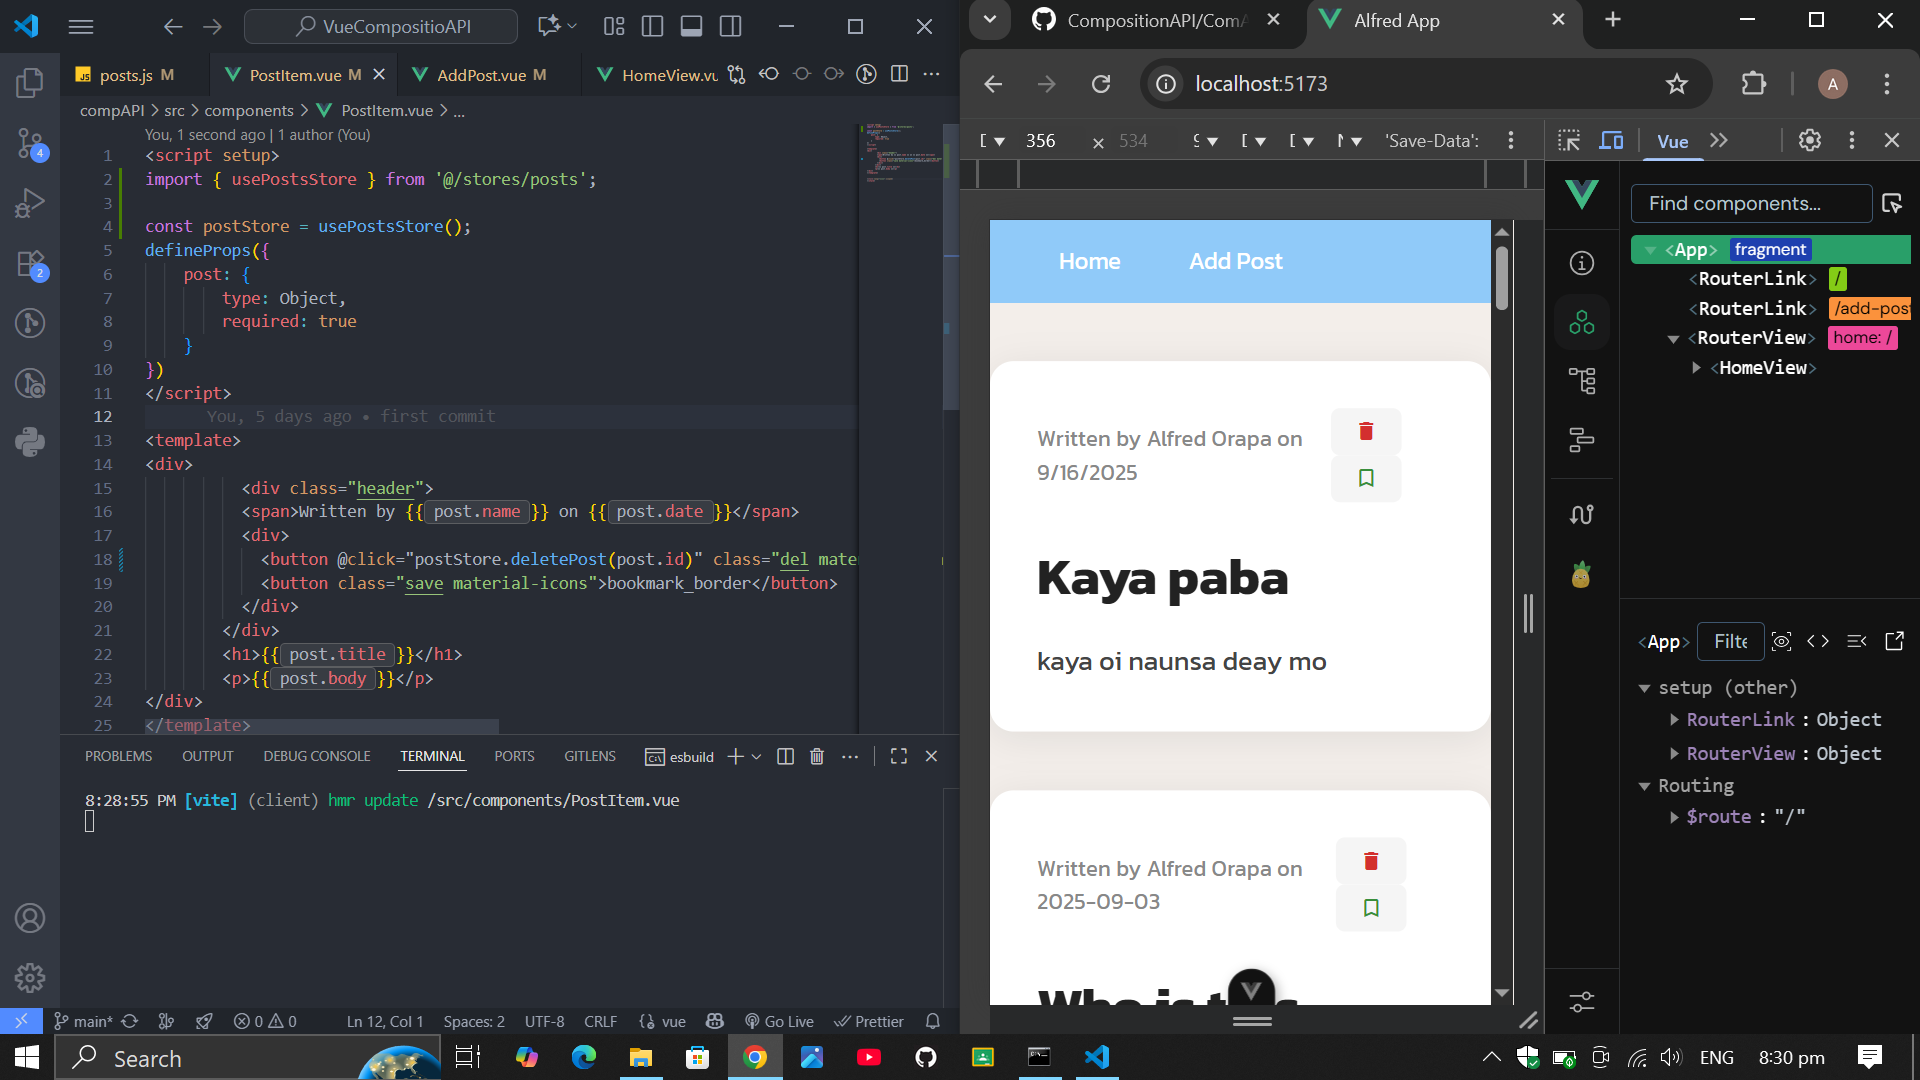 VueCompositioAPI
posts.js M
PostItem.vue M
AddPost.vue M
HomeView.vu
compAPI > src > components > PostItem.vue > ...
You, 1 second ago | 1 author (You)
1 <script setup>
2 import { usePostsStore } from '@/stores/posts';
3
4 const postStore = usePostsStore();
5 defineProps({
6 post: {
7 type: Object,
8 required: true
9 }
10 })
11 </script>
12 You, 5 days ago • first commit
13 <template>
14 <div>
15 <div class="header">
16 <span>Written by {{ post.name }} on {{ post.date }}</span>
17 <div>
18 <button @click="postStore.deletePost(post.id)" class="del mate
19 <button class="save material-icons">bookmark_border</button>
20 </div>
21 </div>
22 <h1>{{ post.title }}</h1>
23 <p>{{ post.body }}</p>
24 </div>
25 </template>
PROBLEMS OUTPUT DEBUG CONSOLE TERMINAL PORTS GITLENS esbuild
8:28:55 PM [vite] (client) hmr update /src/components/PostItem.vue
4
2
main* 0 0 Ln 12, Col 1 Spaces: 2 UTF-8 CRLF vue Go Live Prettier
CompositionAPI/ComA
Alfred App
localhost:5173
A
356 × 534 'Save-Data':
Vue
Home
Add Post
Written by Alfred Orapa on
9/16/2025
Kaya paba
kaya oi naunsa deay mo
Written by Alfred Orapa on
2025-09-03
Find components...
<App> fragment
<RouterLink> /
<RouterLink> /add-post
<RouterView> home: /
<HomeView>
<App> Filte
setup (other)
RouterLink : Object
RouterView : Object
Routing
$route : "/"
Search
ENG
8:30 pm